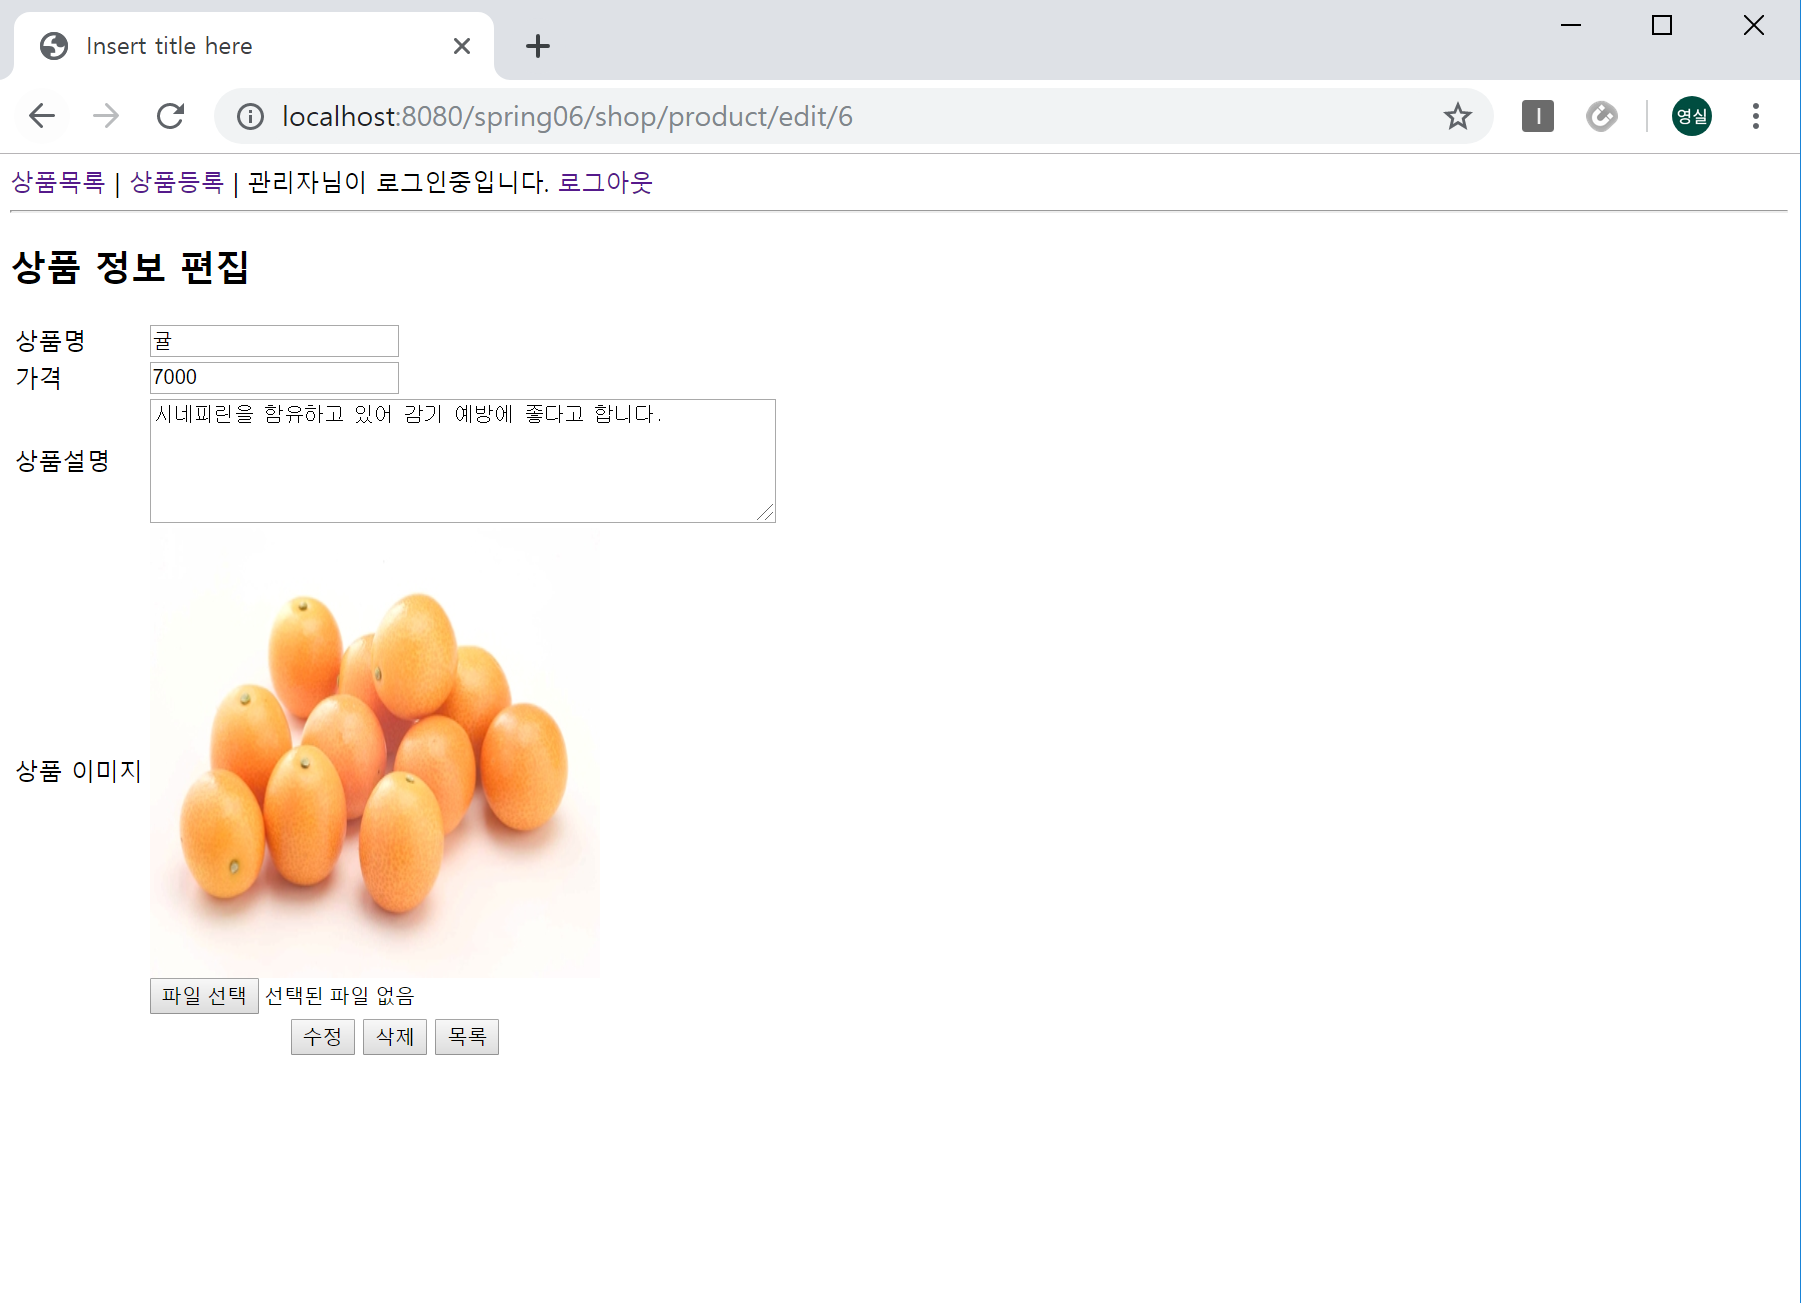 Insert title here
localhost:8080/spring06/shop/product/edit/6
I
영실
상품목록 | 상품등록 | 관리자님이 로그인중입니다. 로그아웃
상품 정보 편집
상품명 귤
가격 7000
상품설명 시네피린을 함유하고 있어 감기 예방에 좋다고 합니다.
상품 이미지
파일 선택 선택된 파일 없음
수정 삭제 목록